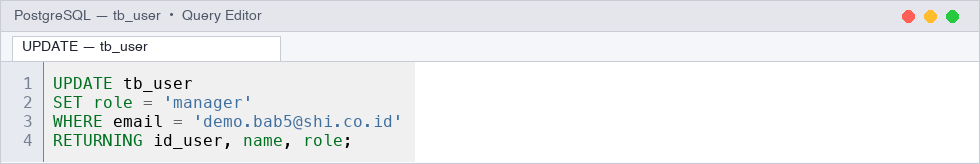 PostgreSQL — tb_user • Query Editor
UPDATE — tb_user
1 UPDATE tb_user
2 SET role = 'manager'
3 WHERE email = 'demo.bab5@shi.co.id'
4 RETURNING id_user, name, role;